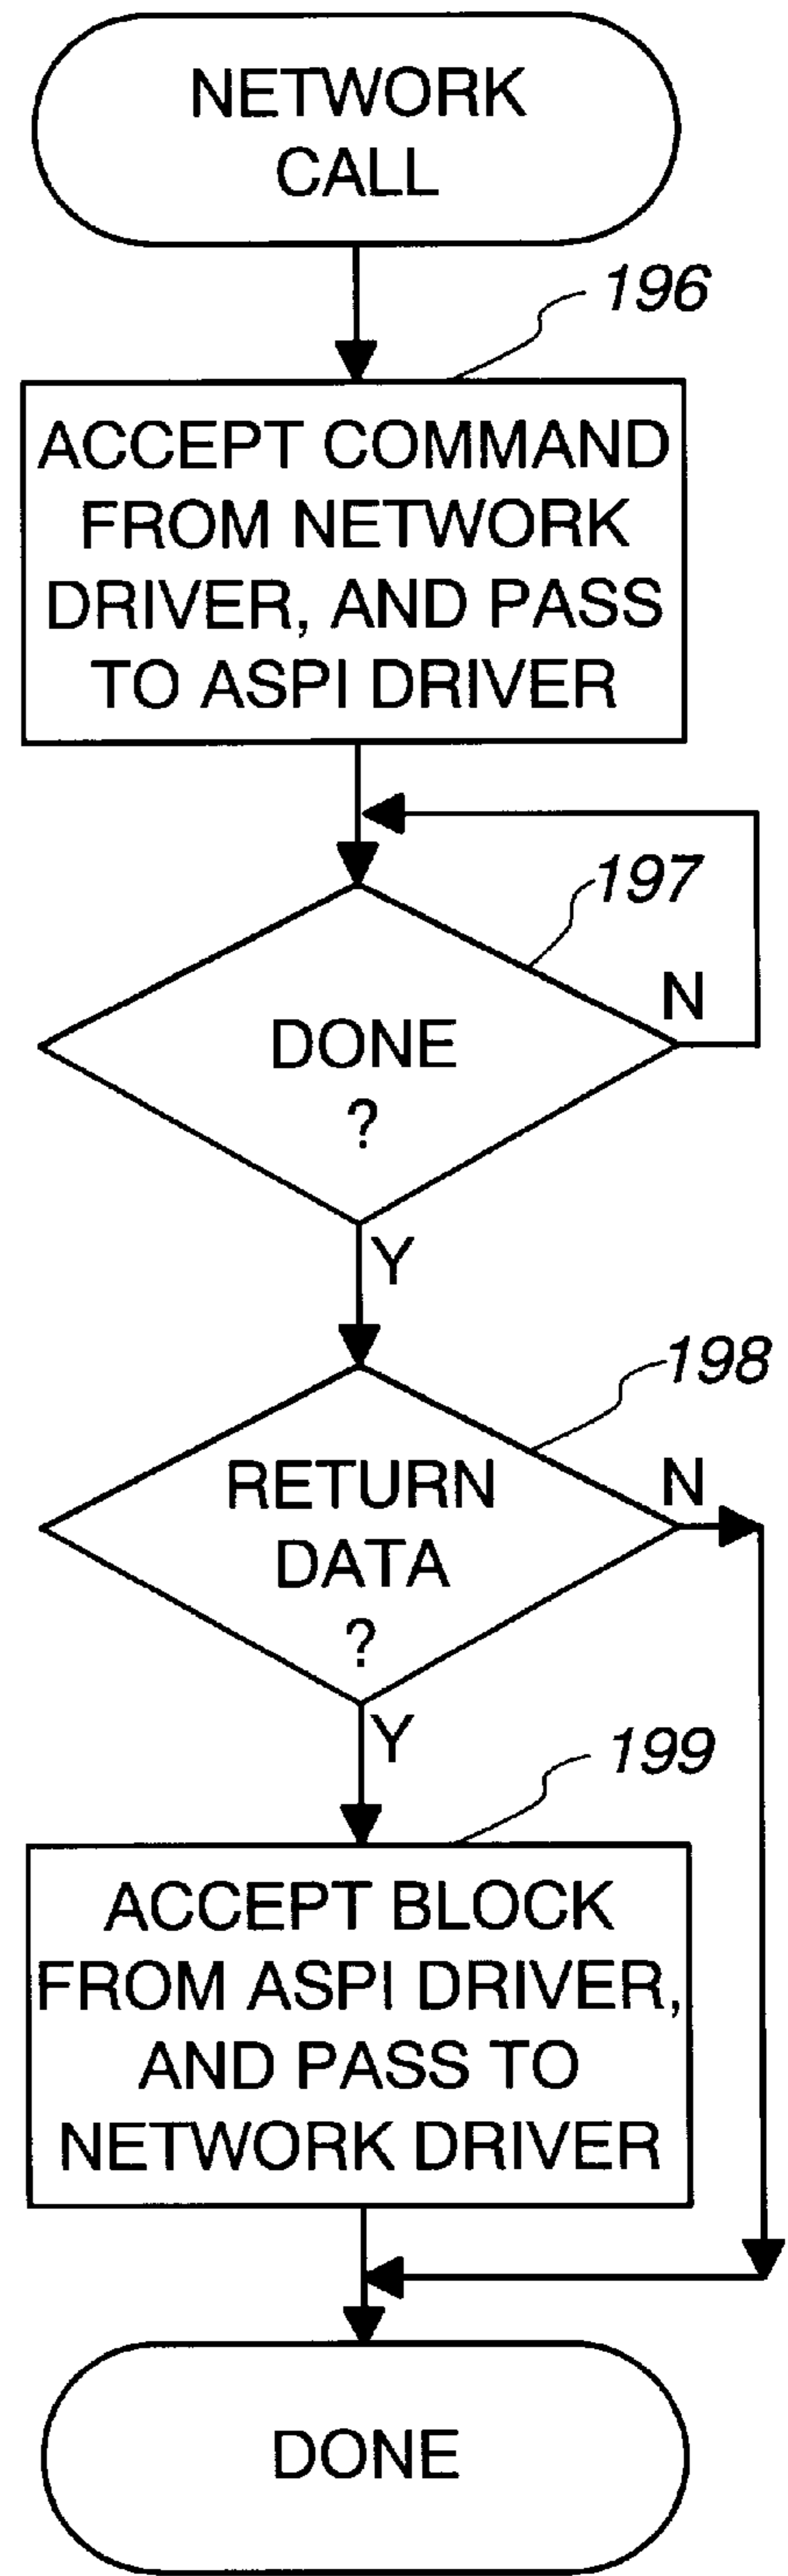 NETWORK
CALL
196
ACCEPT COMMAND
FROM NETWORK
DRIVER, AND PASS
TO ASPI DRIVER
197
N
DONE
?
Y
198
N
RETURN
DATA
?
Y
199
ACCEPT BLOCK
FROM ASPI DRIVER,
AND PASS TO
NETWORK DRIVER
DONE